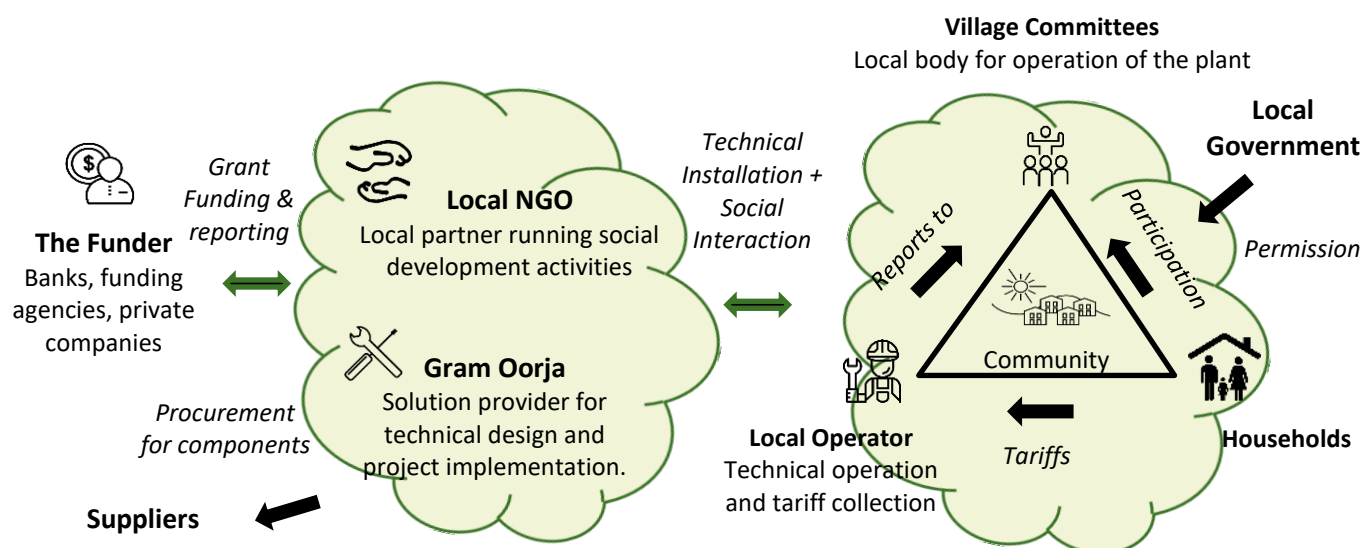 Village Committees
Local body for operation of the plant
Local
Government
Permission
The Funder
Banks, funding
agencies, private
companies
Grant
Funding &
reporting
Local NGO
Local partner running social
development activities
Gram Oorja
Solution provider for
technical design and
project implementation.
Procurement
for components
Suppliers
Technical
Installation +
Social
Interaction
Reports to
Participation
Community
$
Local Operator
Technical operation
and tariff collection
Tariffs
Households